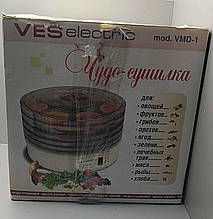 VES electric
mod. VMD-1
Чудо-сушилка
для:
• овощей
• фруктов
• грибов
• орехов
• ягод
• зелени
• лечебных
трав
• мяса
• рыбы
• хлеба